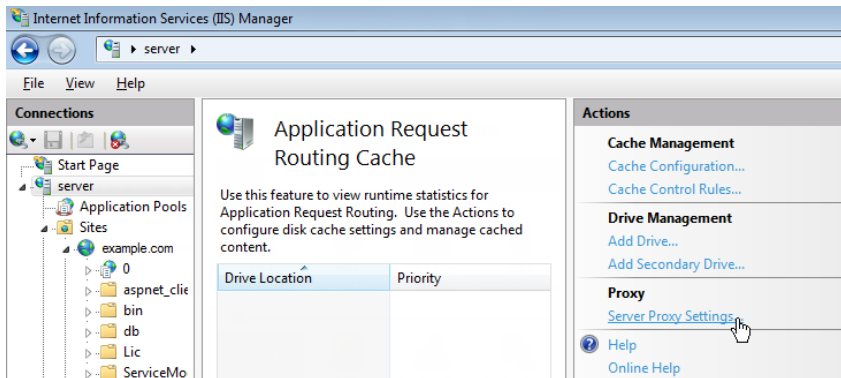 Internet Information Services (IIS) Manager
server
File View Help
Connections
Start Page
server
Application Pools
Sites
example.com
0
aspnet_clie
bin
db
Lic
ServiceMo
Application Request
Routing Cache
Use this feature to view runtime statistics for
Application Request Routing. Use the Actions to
configure disk cache settings and manage cached
content.
Drive Location Priority
Actions
Cache Management
Cache Configuration...
Cache Control Rules...
Drive Management
Add Drive...
Add Secondary Drive...
Proxy
Server Proxy Settings...
Help
Online Help